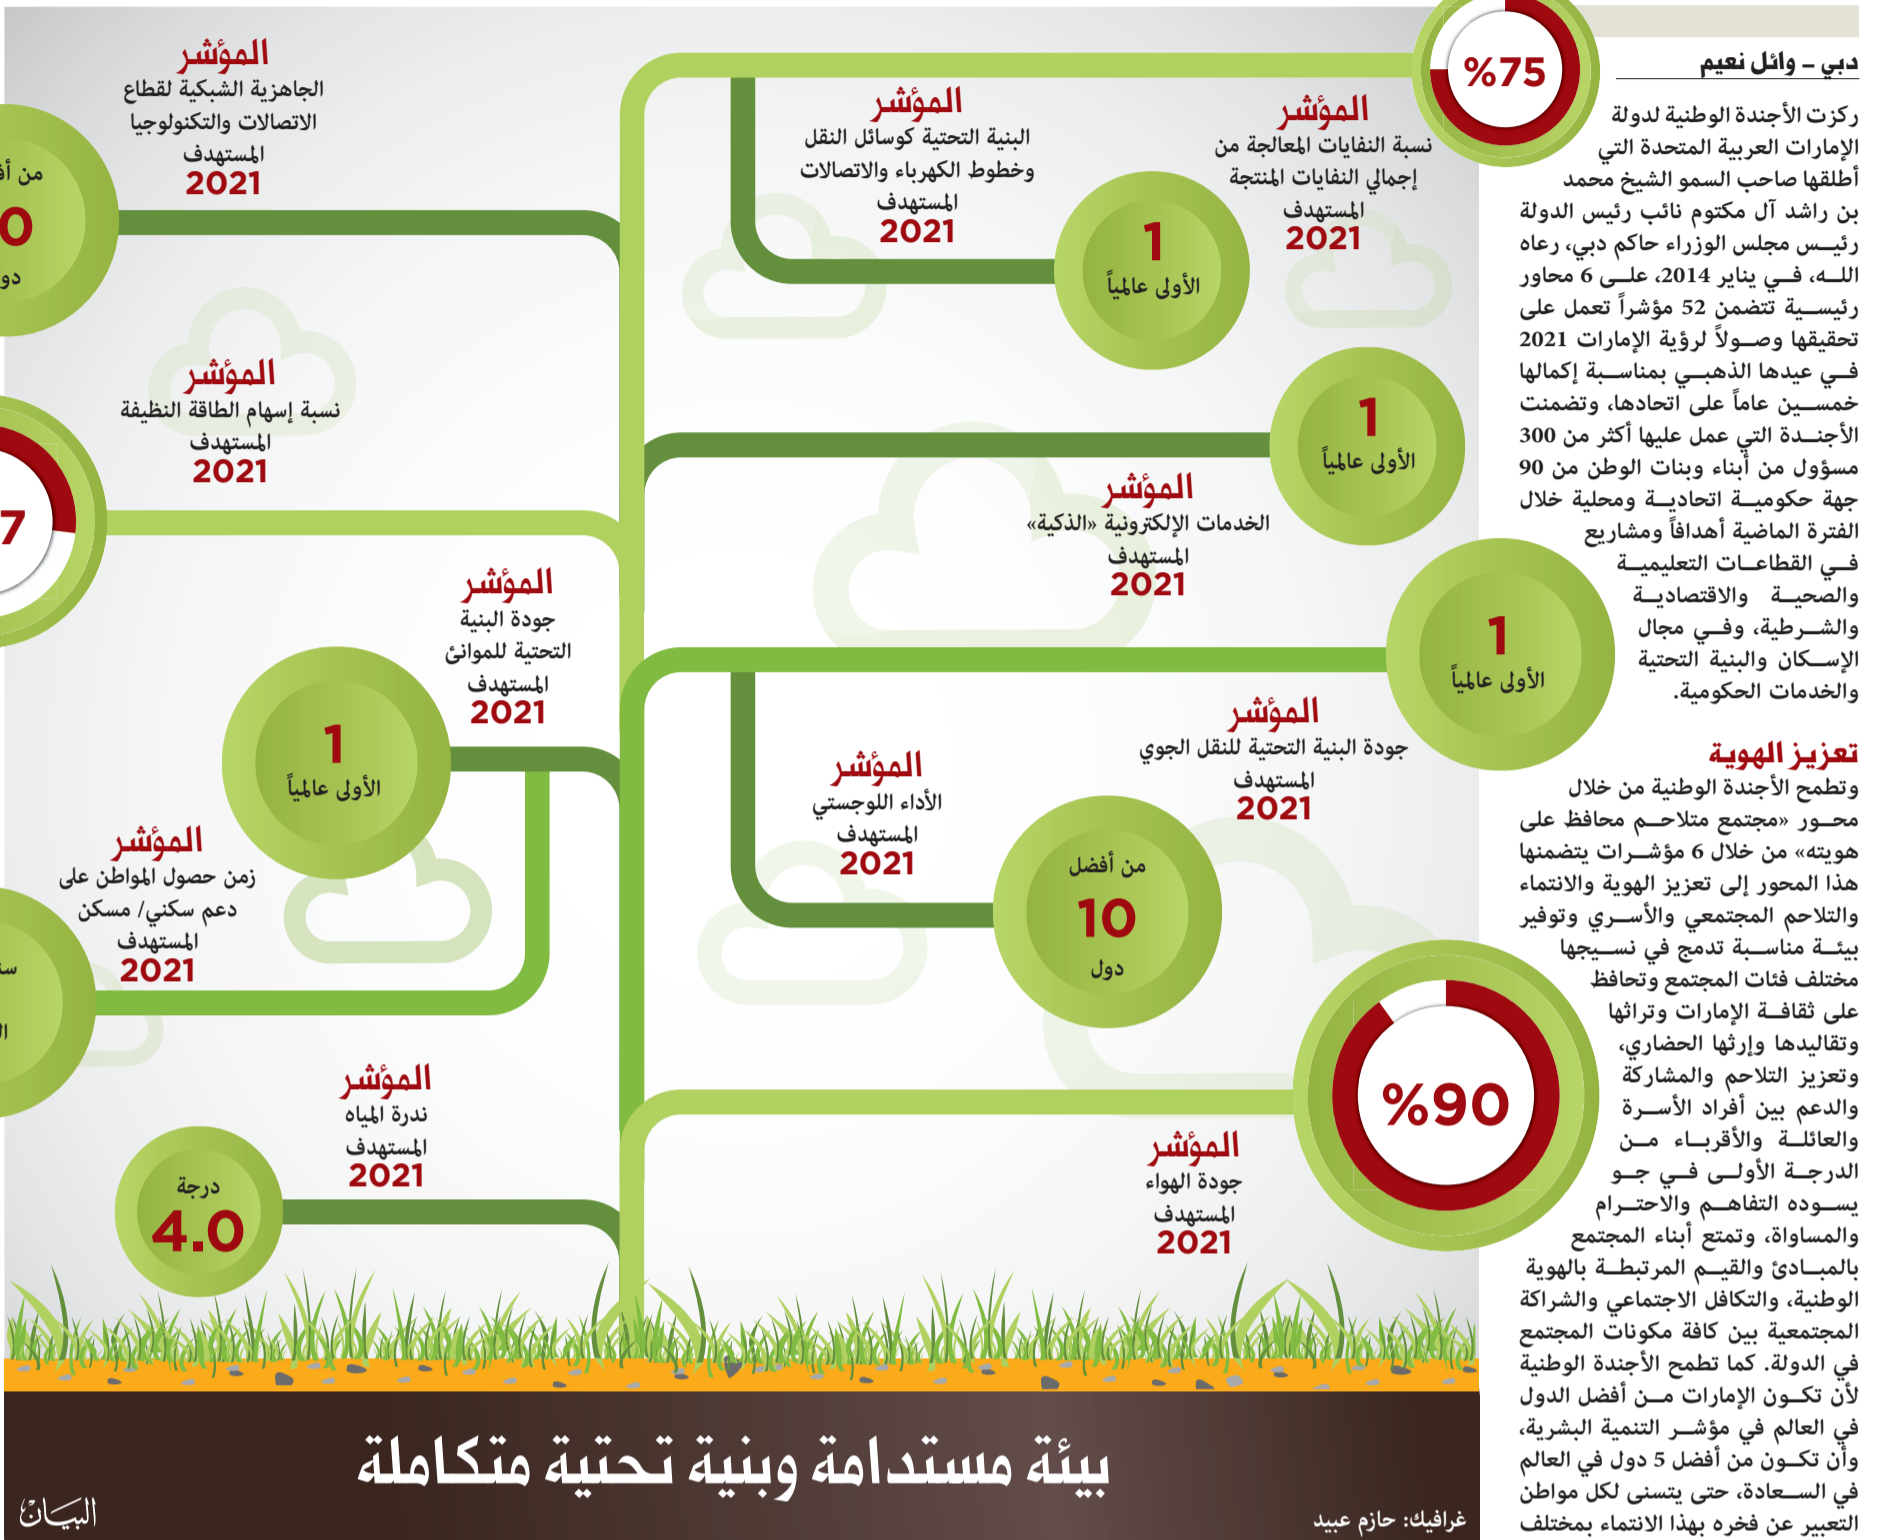 دبي – وائل نعيم
ركزت الأجندة الوطنية لدولة
الإمارات العربية المتحدة التي
أطلقها صاحب السمو الشيخ محمد
بن راشد آل مكتوم نائب رئيس الدولة
رئيس مجلس الوزراء حاكم دبي، رعاه
الله، في يناير 2014، على 6 محاور
رئيسية تتضمن 52 مؤشراً تعمل على
تحقيقها وصولاً لرؤية الإمارات 2021
في عيدها الذهبي بمناسبة إكمالها
خمسين عاماً على اتحادها، وتضمنت
الأجندة التي عمل عليها أكثر من 300
مسؤول من أبناء وبنات الوطن من 90
جهة حكومية اتحادية ومحلية خلال
الفترة الماضية أهدافاً ومشاريع
في القطاعات التعليمية
والصحية والاقتصادية
والشرطية، وفي مجال
الإسكان والبنية التحتية
والخدمات الحكومية.
تعزيز الهوية
وتطمح الأجندة الوطنية من خلال
محور «مجتمع متلاحم محافظ على
هويته» من خلال 6 مؤشرات يتضمنها
هذا المحور إلى تعزيز الهوية والانتماء
والتلاحم المجتمعي والأسري وتوفير
بيئة مناسبة تدمج في نسيجها
مختلف فئات المجتمع وتحافظ
على ثقافة الإمارات وتراثها
وتقاليدها وإرثها الحضاري،
وتعزيز التلاحم والمشاركة
والدعم بين أفراد الأسرة
والعائلة والأقرباء من
الدرجة الأولى في جو
يسوده التفاهم والاحترام
والمساواة، وتمتع أبناء المجتمع
بالمبادئ والقيم المرتبطة بالهوية
الوطنية، والتكافل الاجتماعي والشراكة
المجتمعية بين كافة مكونات المجتمع
في الدولة. كما تطمح الأجندة الوطنية
لأن تكون الإمارات من أفضل الدول
في العالم في مؤشر التنمية البشرية،
وأن تكون من أفضل 5 دول في العالم
في السعادة، حتى يتسنى لكل مواطن
التعبير عن فخره بهذا الانتماء بمختلف
%75
المؤشر
نسبة النفايات المعالجة من
إجمالي النفايات المنتجة
المستهدف
2021
المؤشر
البنية التحتية كوسائل النقل
وخطوط الكهرباء والاتصالات
المستهدف
2021
1
الأولى عالمياً
1
الأولى عالمياً
المؤشر
الخدمات الإلكترونية «الذكية»
المستهدف
2021
1
الأولى عالمياً
المؤشر
جودة البنية التحتية للنقل الجوي
المستهدف
2021
المؤشر
الأداء اللوجستي
المستهدف
2021
من أفضل
10
دول
%90
المؤشر
جودة الهواء
المستهدف
2021
المؤشر
الجاهزية الشبكية لقطاع
الاتصالات والتكنولوجيا
المستهدف
2021
من
0
المؤشر
نسبة إسهام الطاقة النظيفة
المستهدف
2021
7
المؤشر
جودة البنية
التحتية للموانئ
المستهدف
2021
1
الأولى عالمياً
المؤشر
زمن حصول المواطن على
دعم سكني/ مسكن
المستهدف
2021
المؤشر
ندرة المياه
المستهدف
2021
درجة
4.0
بيئة مستدامة وبنية تحتية متكاملة
غرافيك: حازم عبيد
البيان